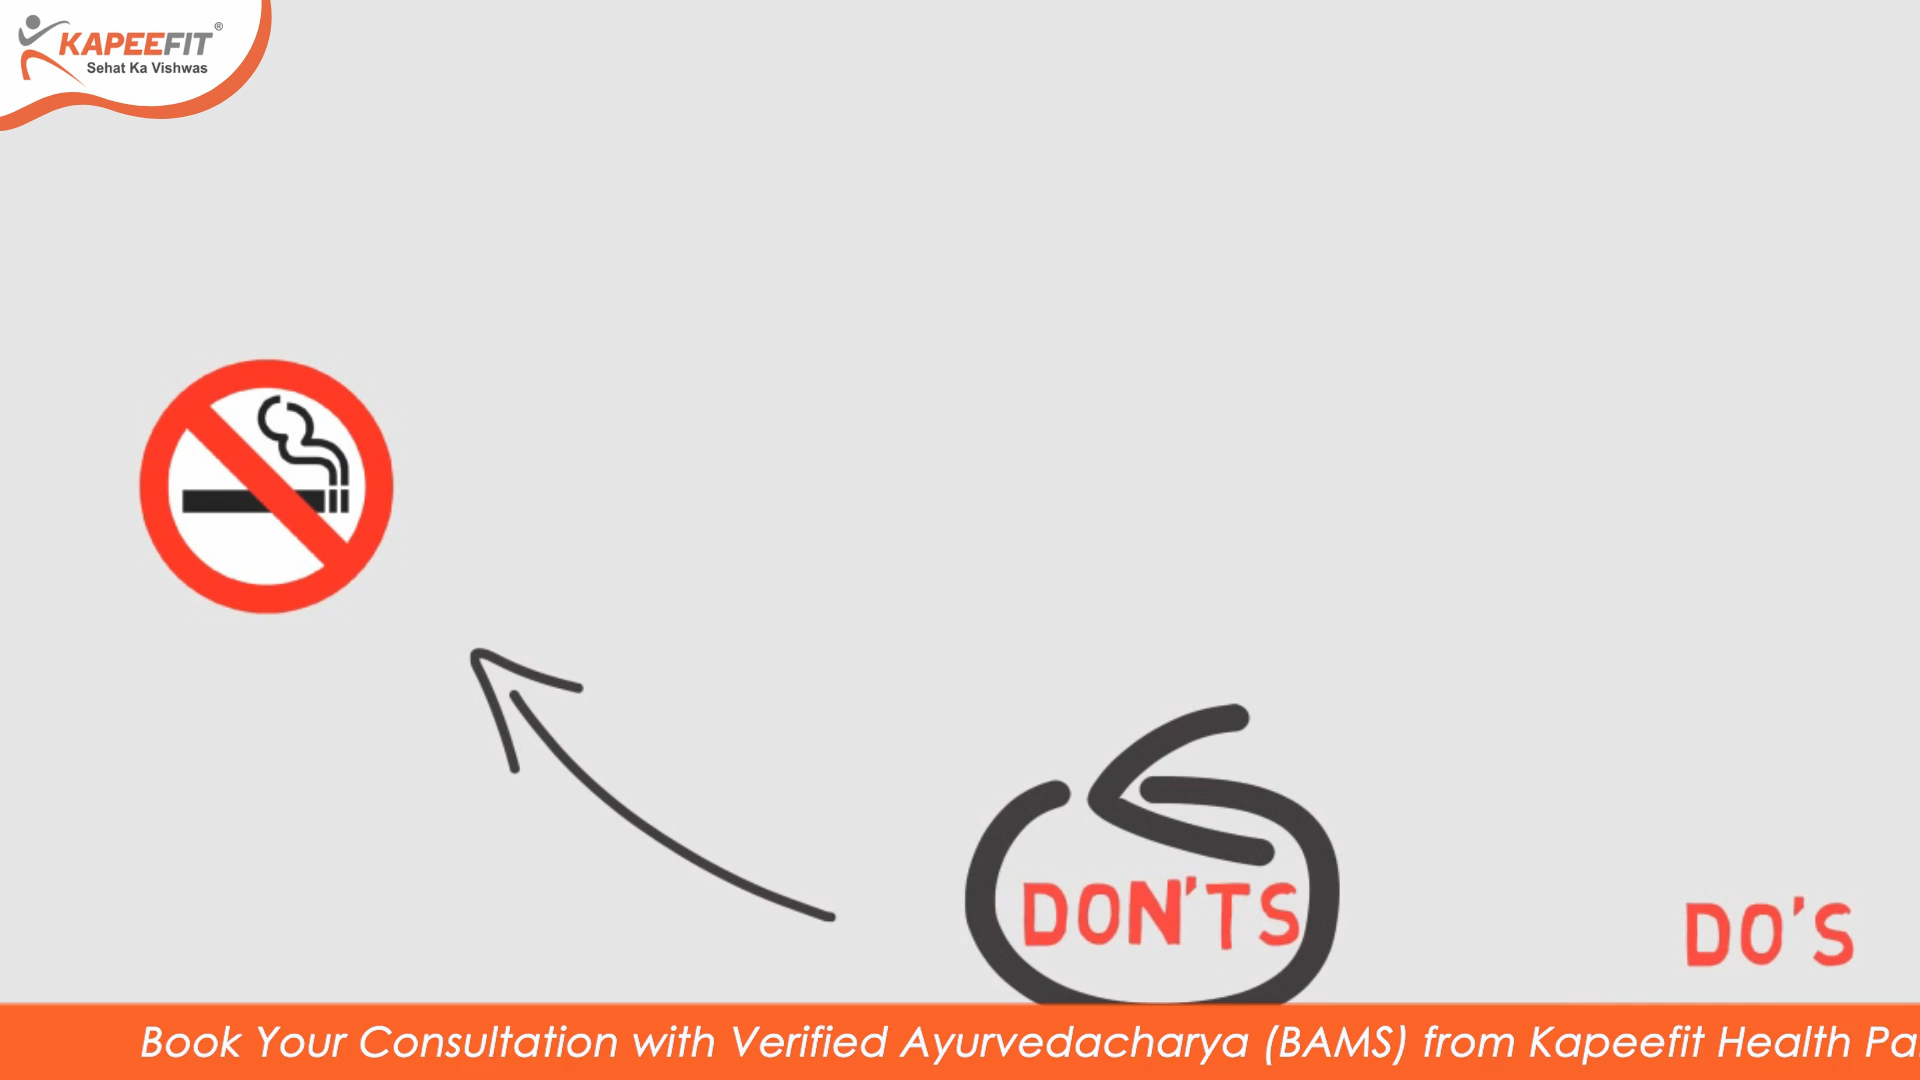 KAPEEFIT®
Sehat Ka Vishwas
DON'TS
DO'S
Book Your Consultation with Verified Ayurvedacharya (BAMS) from Kapeefit Health Pa